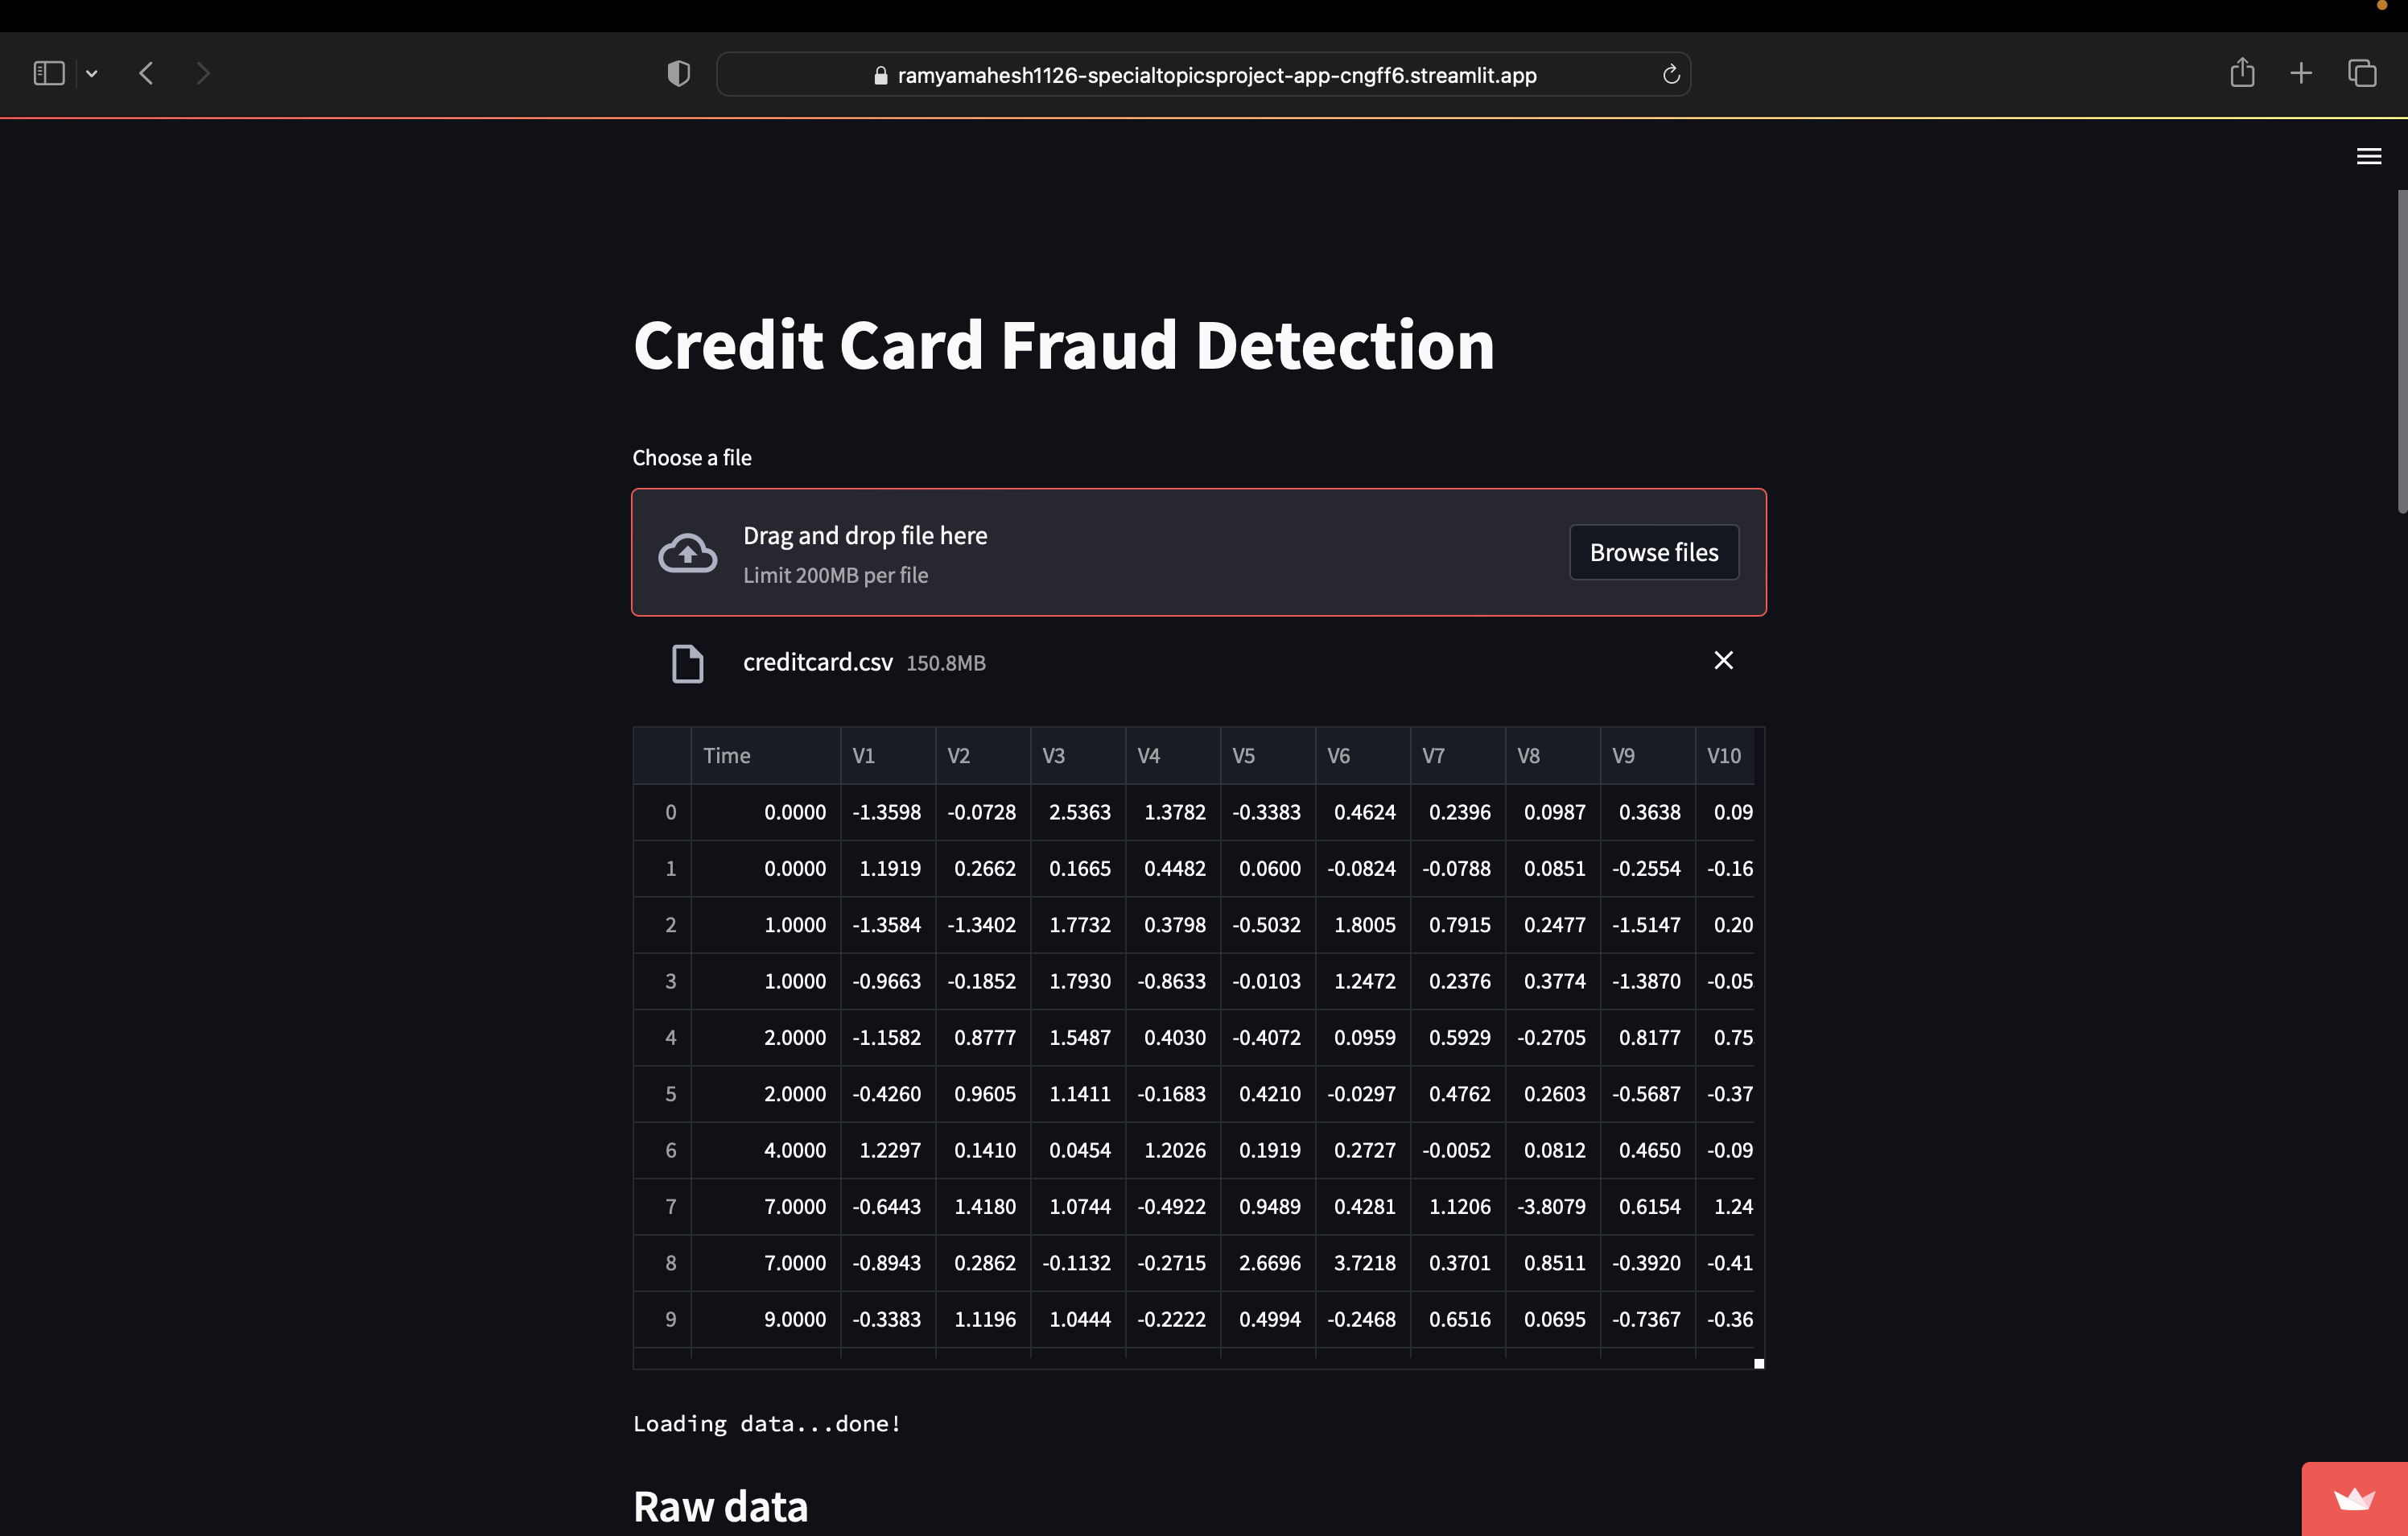 ramyamahesh1126-specialtopicsproject-app-cngff6.streamlit.app
Credit Card Fraud Detection
Choose a file
Drag and drop file here
Limit 200MB per file
Browse files
creditcard.csv 150.8MB
Time V1 V2 V3 V4 V5 V6 V7 V8 V9 V10
0 0.0000 -1.3598 -0.0728 2.5363 1.3782 -0.3383 0.4624 0.2396 0.0987 0.3638 0.09
1 0.0000 1.1919 0.2662 0.1665 0.4482 0.0600 -0.0824 -0.0788 0.0851 -0.2554 -0.16
2 1.0000 -1.3584 -1.3402 1.7732 0.3798 -0.5032 1.8005 0.7915 0.2477 -1.5147 0.20
3 1.0000 -0.9663 -0.1852 1.7930 -0.8633 -0.0103 1.2472 0.2376 0.3774 -1.3870 -0.05
4 2.0000 -1.1582 0.8777 1.5487 0.4030 -0.4072 0.0959 0.5929 -0.2705 0.8177 0.75
5 2.0000 -0.4260 0.9605 1.1411 -0.1683 0.4210 -0.0297 0.4762 0.2603 -0.5687 -0.37
6 4.0000 1.2297 0.1410 0.0454 1.2026 0.1919 0.2727 -0.0052 0.0812 0.4650 -0.09
7 7.0000 -0.6443 1.4180 1.0744 -0.4922 0.9489 0.4281 1.1206 -3.8079 0.6154 1.24
8 7.0000 -0.8943 0.2862 -0.1132 -0.2715 2.6696 3.7218 0.3701 0.8511 -0.3920 -0.41
9 9.0000 -0.3383 1.1196 1.0444 -0.2222 0.4994 -0.2468 0.6516 0.0695 -0.7367 -0.36
Loading data...done!
Raw data